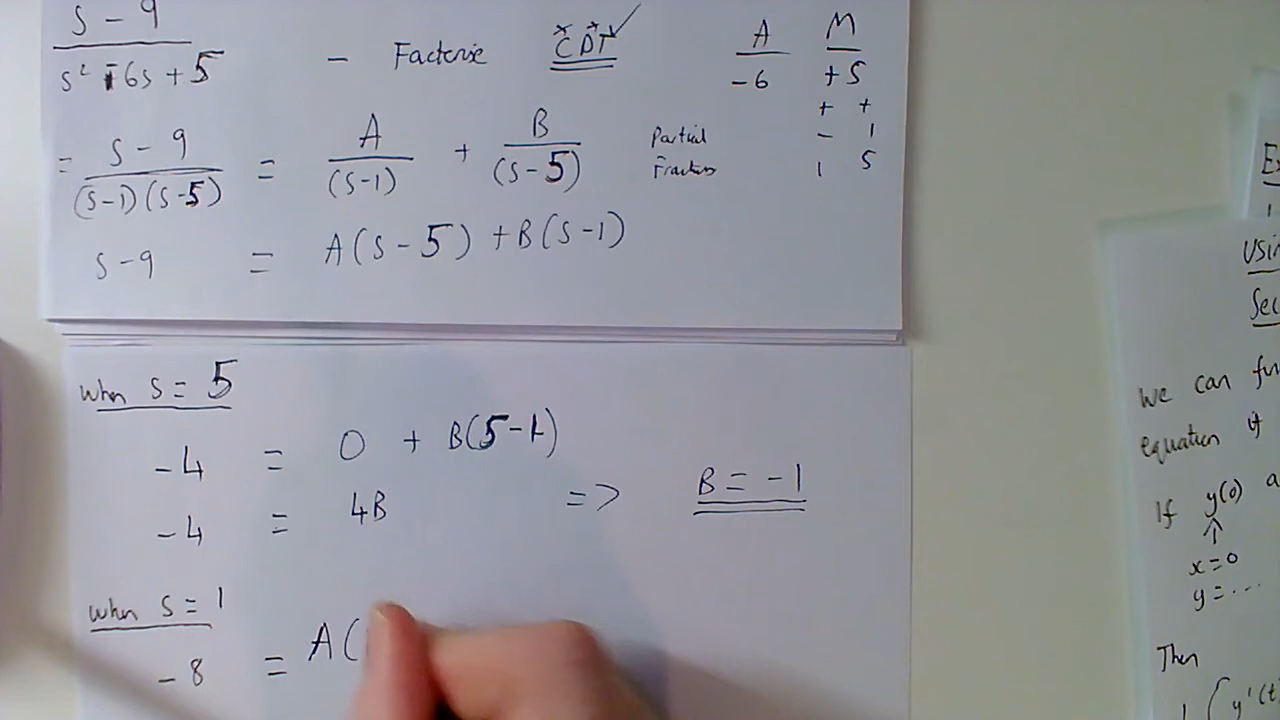 s - 9
s² - 6s + 5
- Factorise CDT ✓
A M
-6 +5
+ +
- 1
1 5
= s - 9 = A + B
(s-1)(s-5) (s-1) (s-5)
Partial
Fractions
s-9 = A(s-5) + B(s-1)
When s = 5
-4 = 0 + B(5-1)
-4 = 4B => B = -1
When s = 1
-8 = A(
We can
equation if
If y(0)
↑
x=0
y=...
Then
y'(t)